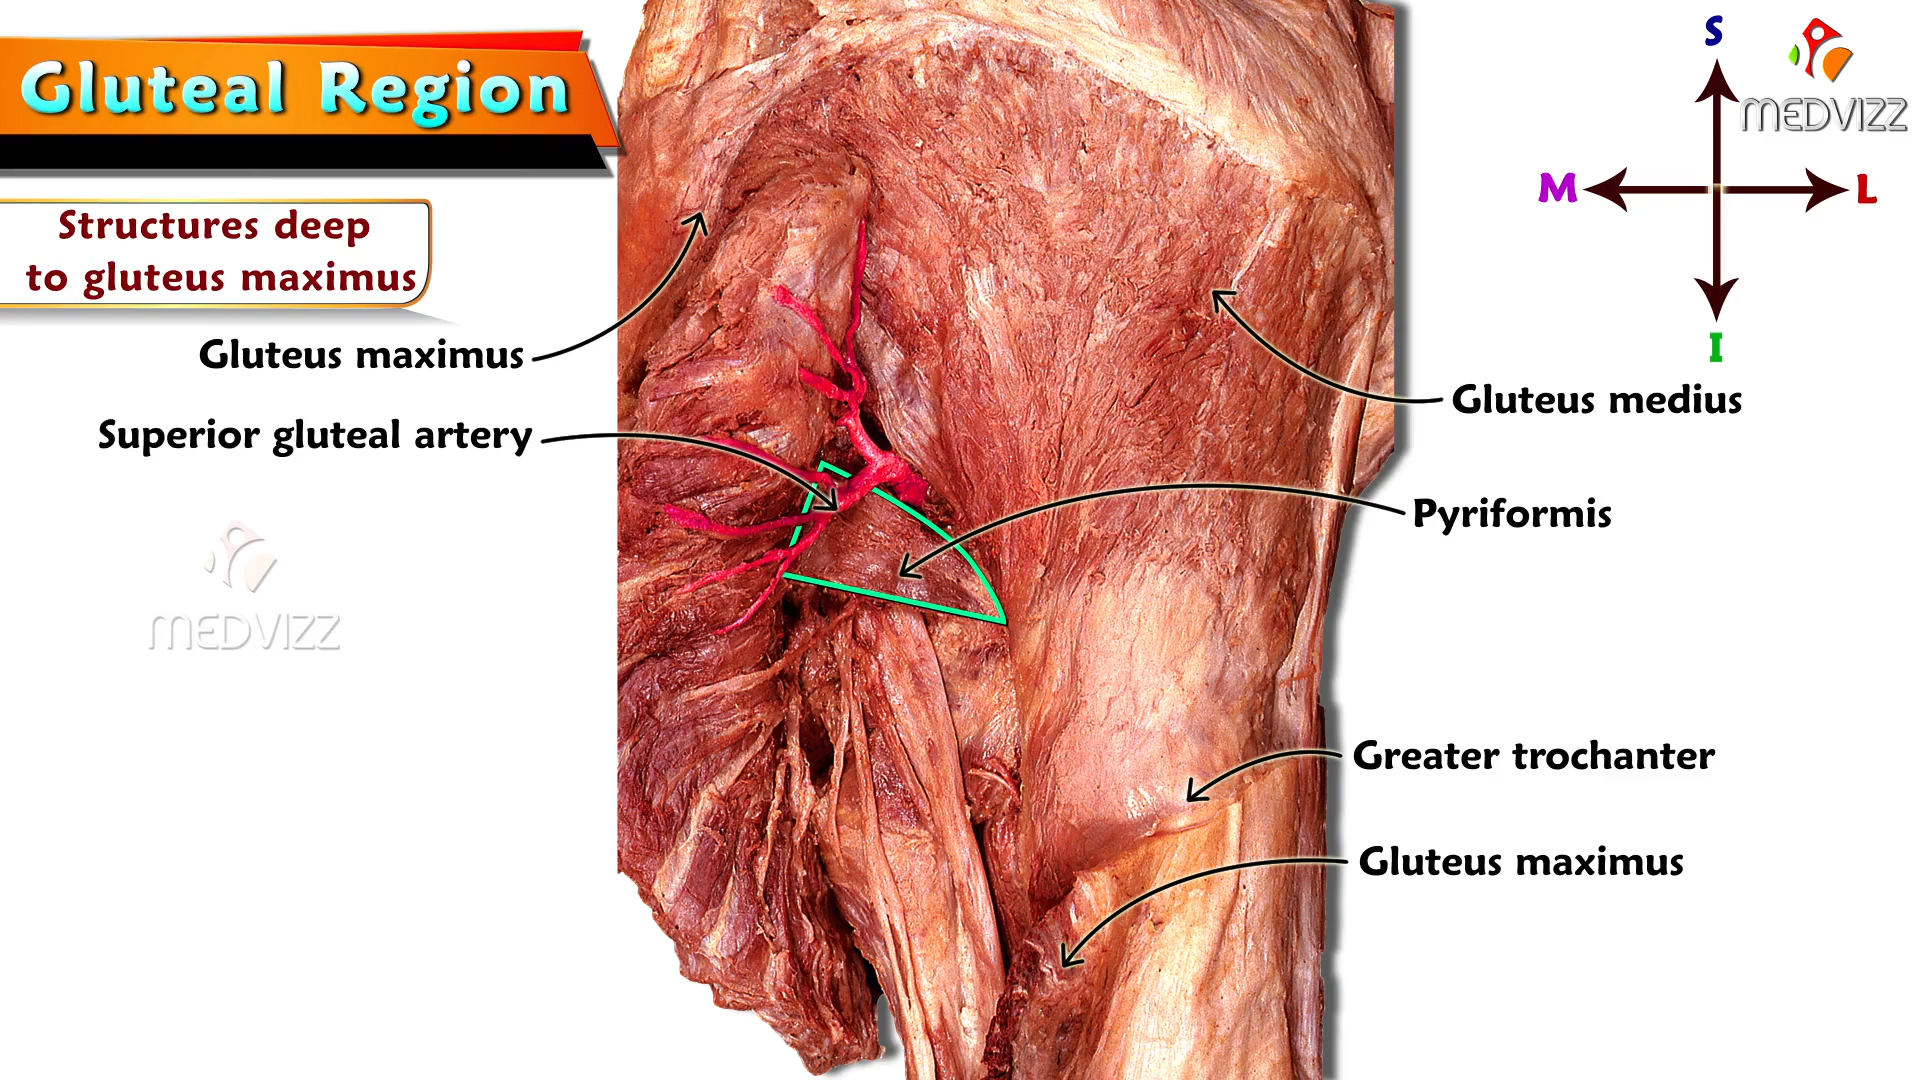 Gluteal Region
Structures deep
to gluteus maximus
Gluteus maximus
Superior gluteal artery
MEDVIZZ
S
MEDVIZZ
M
L
I
Gluteus medius
Pyriformis
Greater trochanter
Gluteus maximus